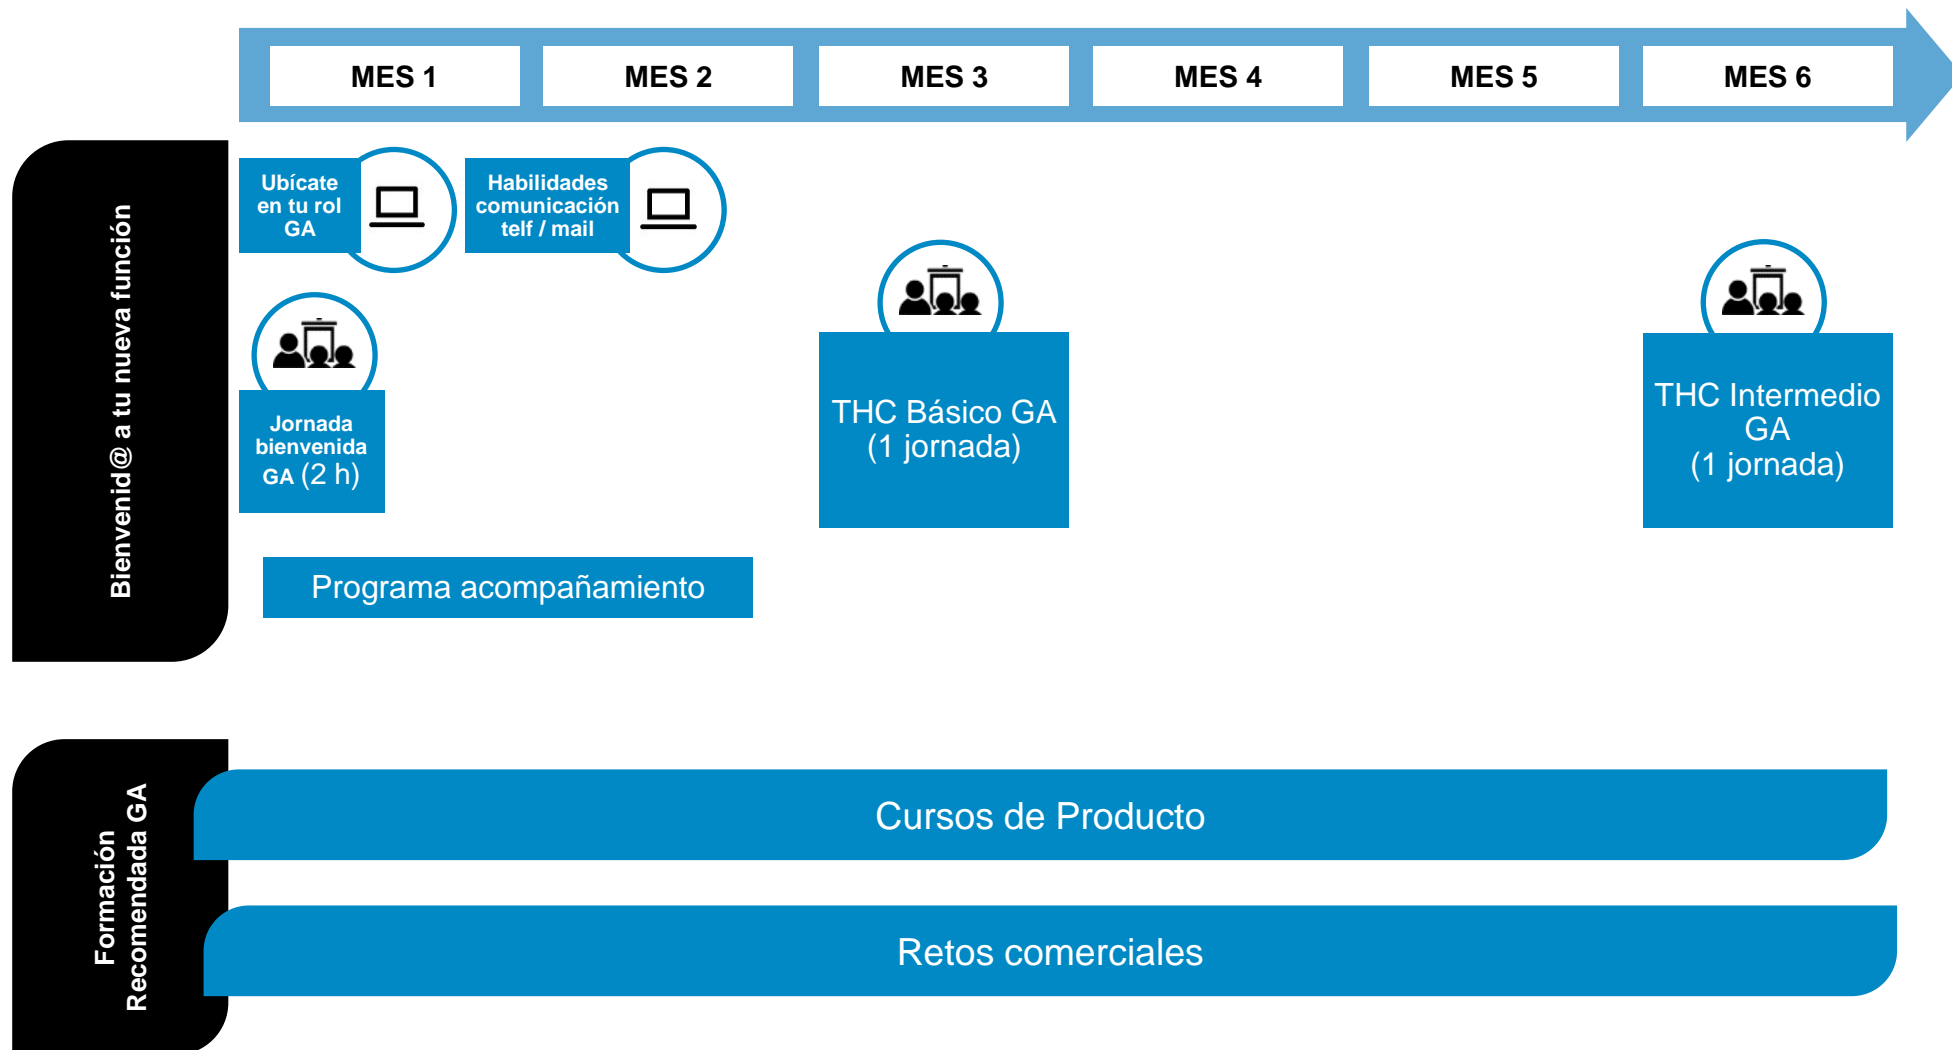 MES 1
MES 2
MES 3
MES 4
MES 5
MES 6
Bienvenid@ a tu nueva función
Ubícate
en tu rol
GA
Habilidades
comunicación
telf / mail
Jornada
bienvenida
GA (2 h)
THC Básico GA
(1 jornada)
THC Intermedio
GA
(1 jornada)
Programa acompañamiento
Formación
Recomendada GA
Cursos de Producto
Retos comerciales